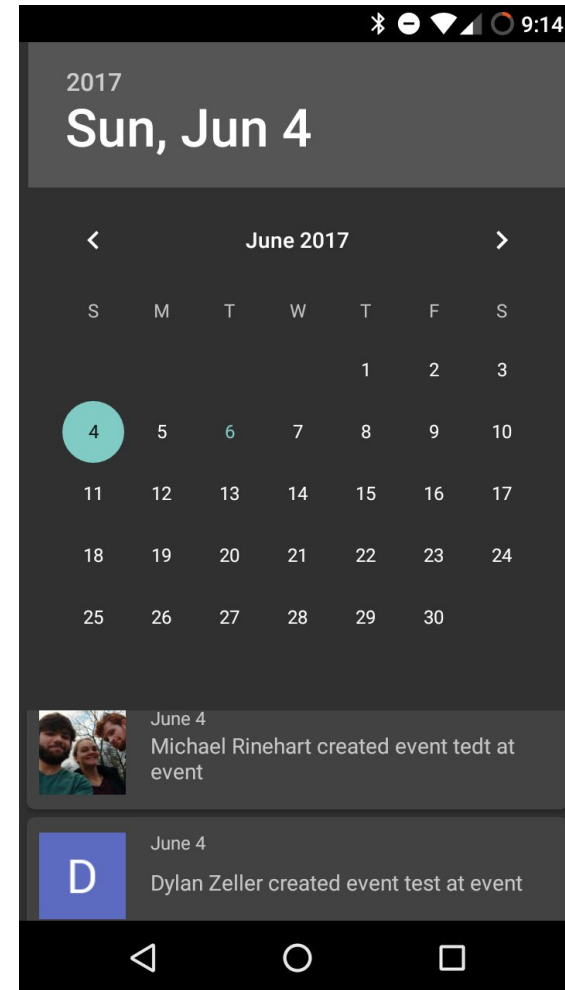 9:14
2017
Sun, Jun 4
June 2017
S M T W T F S
1 2 3
4 5 6 7 8 9 10
11 12 13 14 15 16 17
18 19 20 21 22 23 24
25 26 27 28 29 30
June 4
Michael Rinehart created event tedt at
event
D
June 4
Dylan Zeller created event test at event